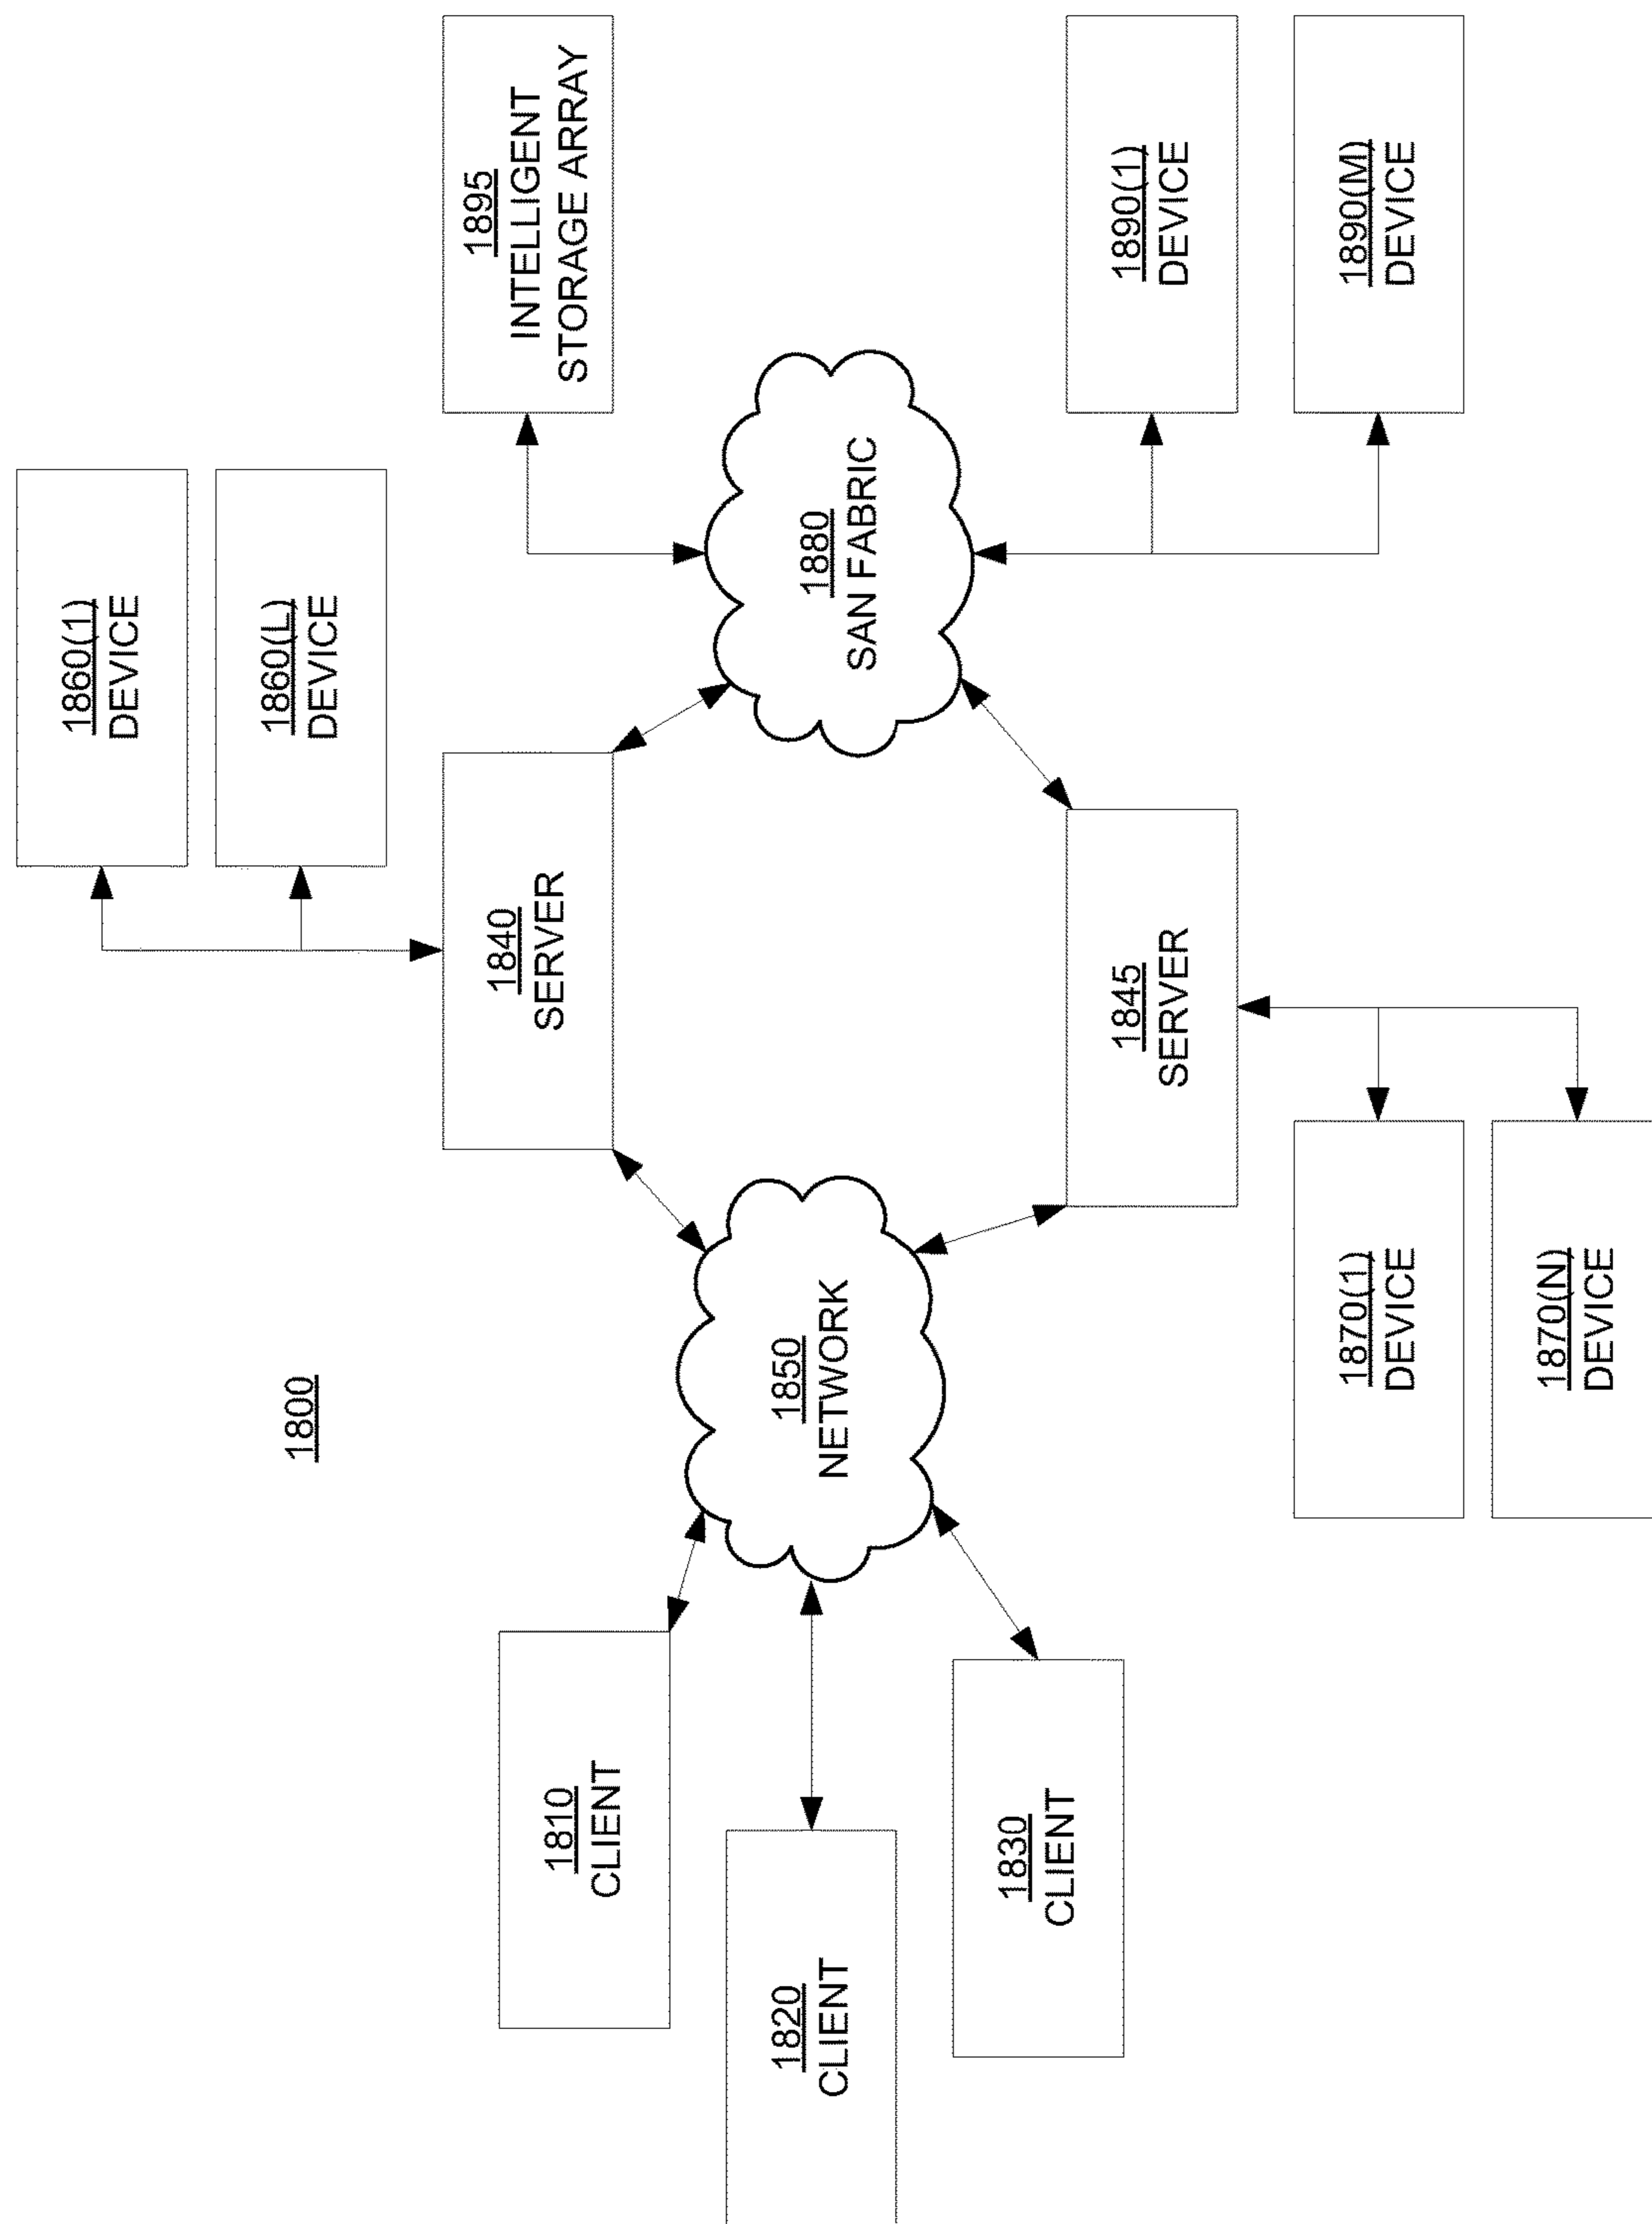 1800
1860(1)
DEVICE
1860(L)
DEVICE
1895
INTELLIGENT
STORAGE ARRAY
1840
SERVER
1810
CLIENT
1820
CLIENT
1850
NETWORK
1880
SAN FABRIC
1830
CLIENT
1845
SERVER
1890(1)
DEVICE
1890(M)
DEVICE
1870(1)
DEVICE
1870(N)
DEVICE